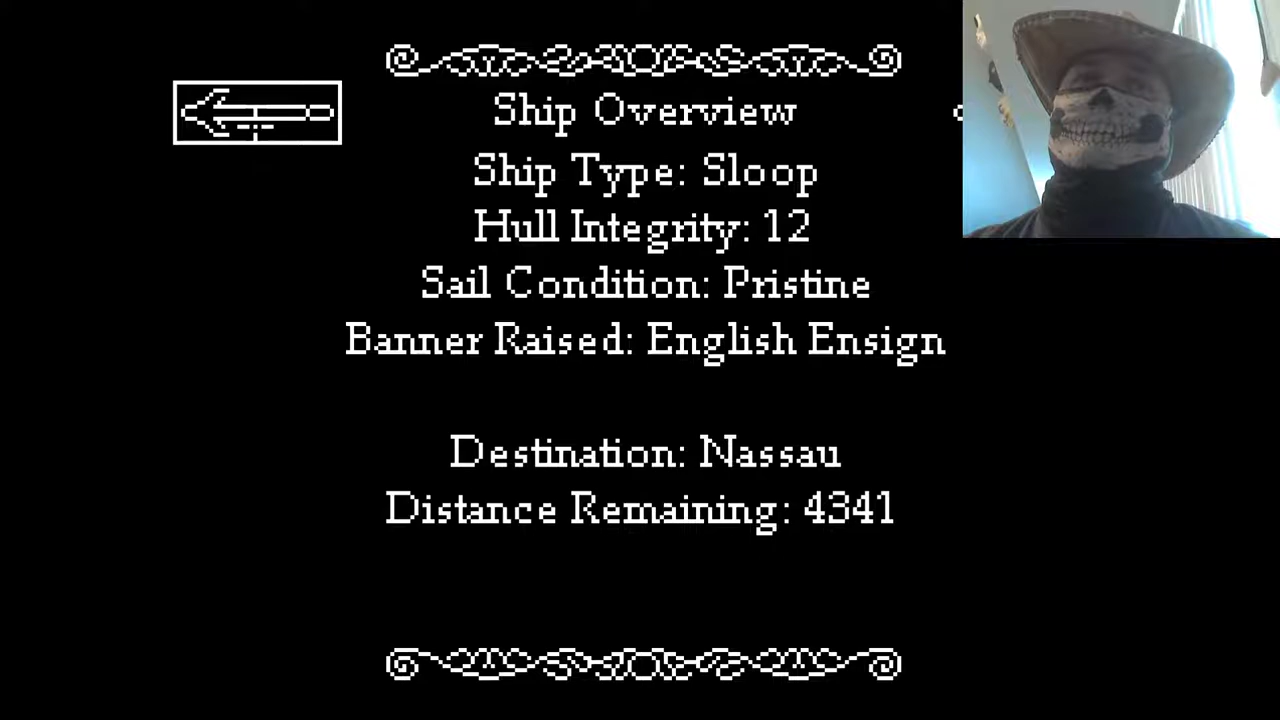 Ship Overview
Ship Type: Sloop
Hull Integrity: 12
Sail Condition: Pristine
Banner Raised: English Ensign
Destination: Nassau
Distance Remaining: 4341